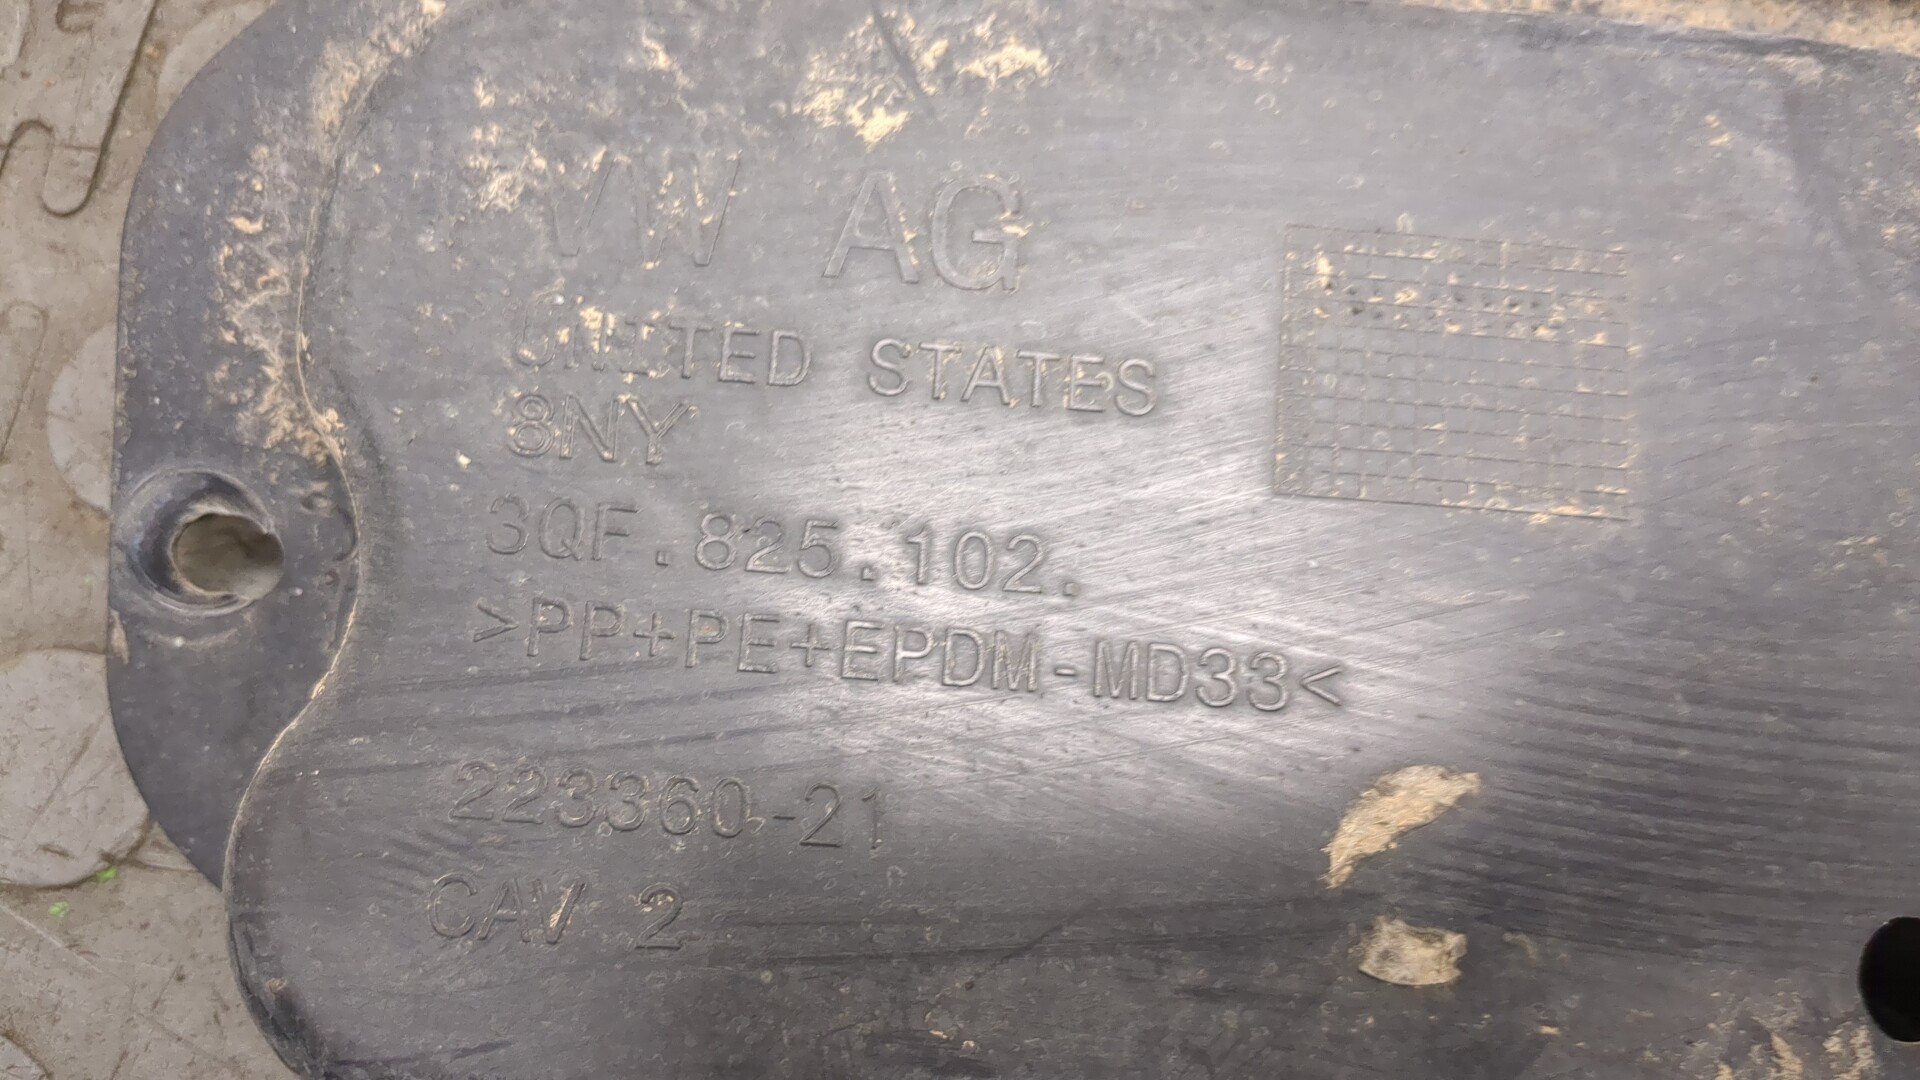 VW AG
UNITED STATES
8NY
3QF.825.102.
>PP+PE+EPDM-MD33<
223360-21
CAV 2